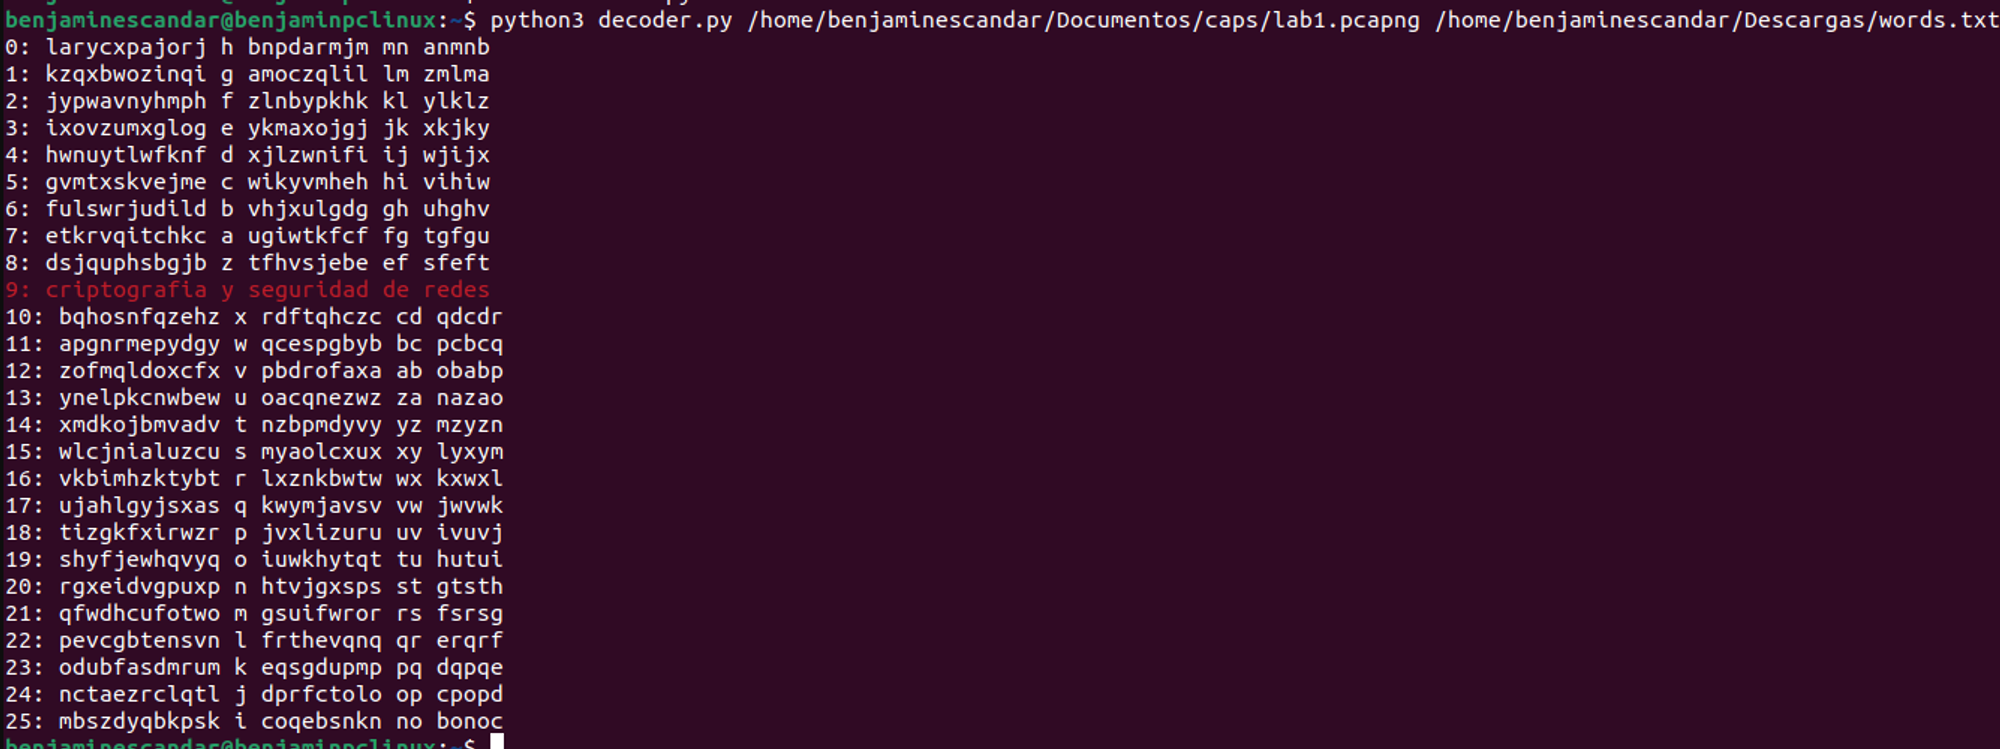 benjaminescandar@benjaminpclinux:~$ python3 decoder.py /home/benjaminescandar/Documentos/caps/lab1.pcapng /home/benjaminescandar/Descargas/words.txt
0: larycxpajorj h bnpdarmjm mn anmnb
1: kzqxbwozinqi g amoczqlil lm zmlma
2: jypwavnyhmph f zlnbypkhk kl ylklz
3: ixovzumxglog e ykmaxojgj jk xkjky
4: hwnuytlwfknf d xjlzwnifi ij wjijx
5: gvmtxskvejme c wikyvmheh hi vihiw
6: fulswrjudild b vhjxulgdg gh uhghv
7: etkrvqitchkc a ugiwtkfcf fg tgfgu
8: dsjquphsbgjb z tfhvsjebe ef sfeft
9: criptografia y seguridad de redes
10: bqhosnfqzehz x rdftqhczc cd qdcdr
11: apgnrmepydgy w qcespgbyb bc pcbcq
12: zofmqldoxcfx v pbdrofaxa ab obabp
13: ynelpkcnwbew u oacqnezwz za nazao
14: xmdkojbmvadv t nzbpmdyvy yz mzyzn
15: wlcjnialuzcu s myaolcxux xy lyxym
16: vkbimhzktybt r lxznkbwtw wx kxwxl
17: ujahlgyjsxas q kwymjavsv vw jwvwk
18: tizgkfxirwzr p jvxlizuru uv ivuvj
19: shyfjewhqvyq o iuwkhytqt tu hutui
20: rgxeidvgpuxp n htvjgxsps st gtsth
21: qfwdhcufotwo m gsuifwror rs fsrsg
22: pevcgbtensvn l frthevqnq qr erqrf
23: odubfasdmrum k eqsgdupmp pq dqpqe
24: nctaezrclqtl j dprfctolo op cpopd
25: mbszdyqbkpsk i coqebsnkn no bonoc
benjaminescandar@benjaminpclinux:~$